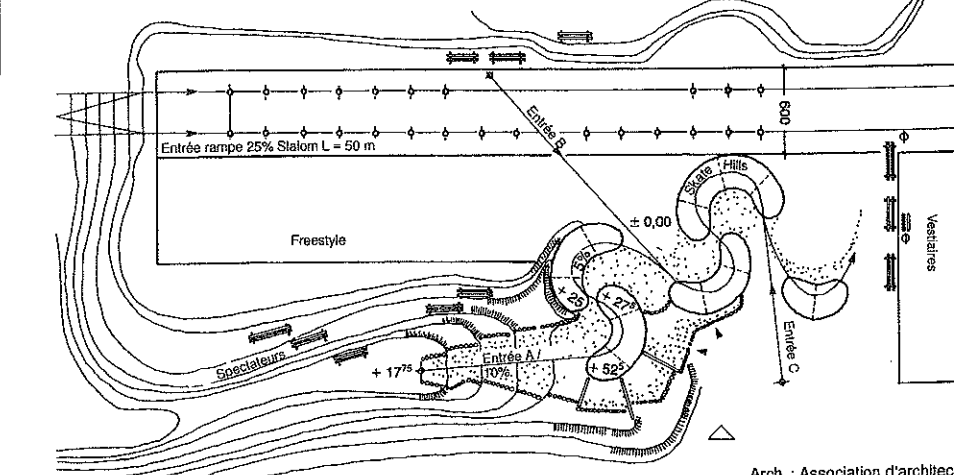 Entrée B
600
Entrée rampe 25% Slalom L = 50 m
Skate Hills
± 0,00
Freestyle
5%
Vestiaires
+ 25
+ 27⁵
Spectateurs
Entrée A /
10%
+ 17⁷⁵
+ 52⁵
Entrée C
Arch. : Association d'architec